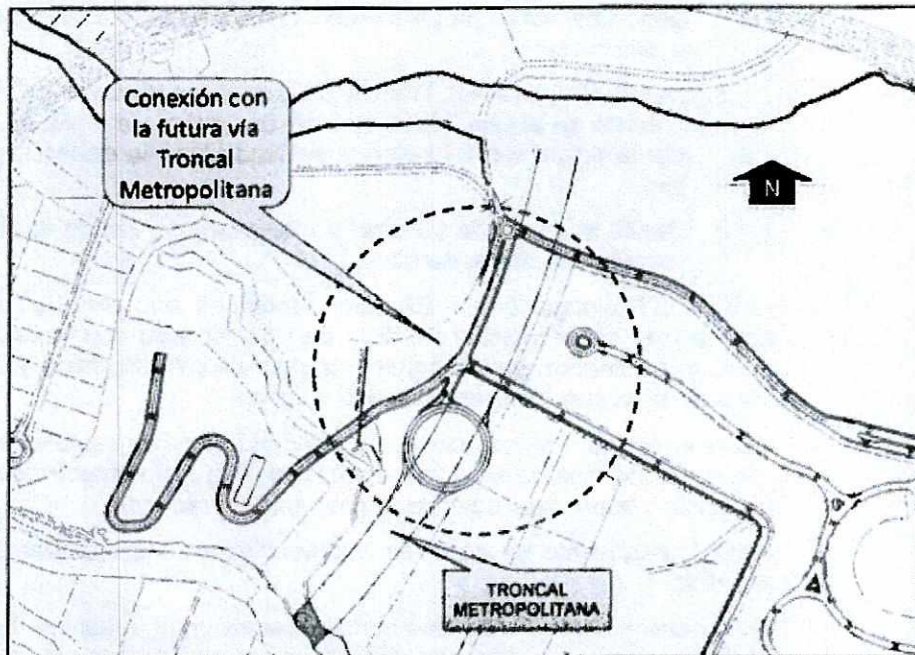 Conexión con
la futura vía
Troncal
Metropolitana
N
TRONCAL
METROPOLITANA